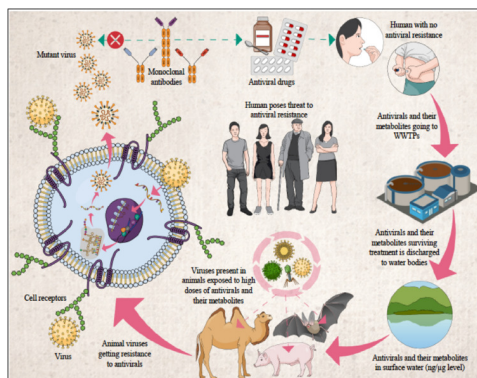 Mutant virus
Monoclonal
antibodies
Antiviral drugs
Human with no
antiviral resistance
Human poses threat to
antiviral resistance
Antivirals and their
metabolites going to
WWTPs
Antivirals and
their metabolites surviving
treatment is discharged
to water bodies
Viruses present in
animals exposed to high
doses of antivirals and
their metabolites
Cell receptors
Virus
Animal viruses
getting resistance
to antivirals
Antivirals and their metabolites
in surface water (ng/µg level)